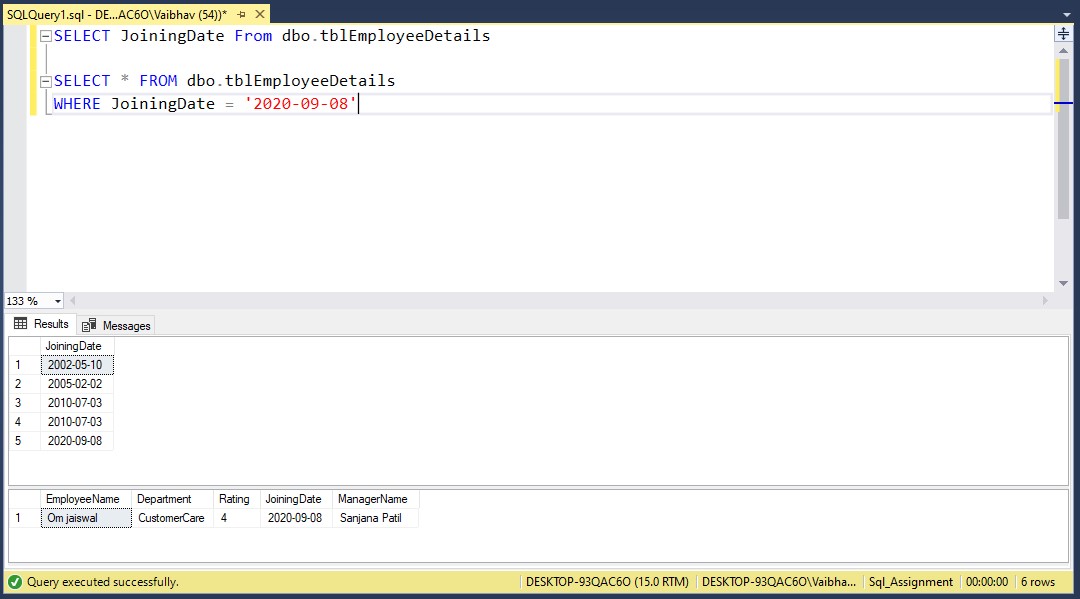 SQLQuery1.sql - DE...AC6O\Vaibhav (54))*
SELECT JoiningDate From dbo.tblEmployeeDetails
SELECT * FROM dbo.tblEmployeeDetails
WHERE JoiningDate = '2020-09-08'
133 %
Results Messages
JoiningDate
1 2002-05-10
2 2005-02-02
3 2010-07-03
4 2010-07-03
5 2020-09-08
EmployeeName Department Rating JoiningDate ManagerName
1 Om jaiswal CustomerCare 4 2020-09-08 Sanjana Patil
Query executed successfully. DESKTOP-93QAC6O (15.0 RTM) DESKTOP-93QAC6O\Vaibha... Sql_Assignment 00:00:00 6 rows